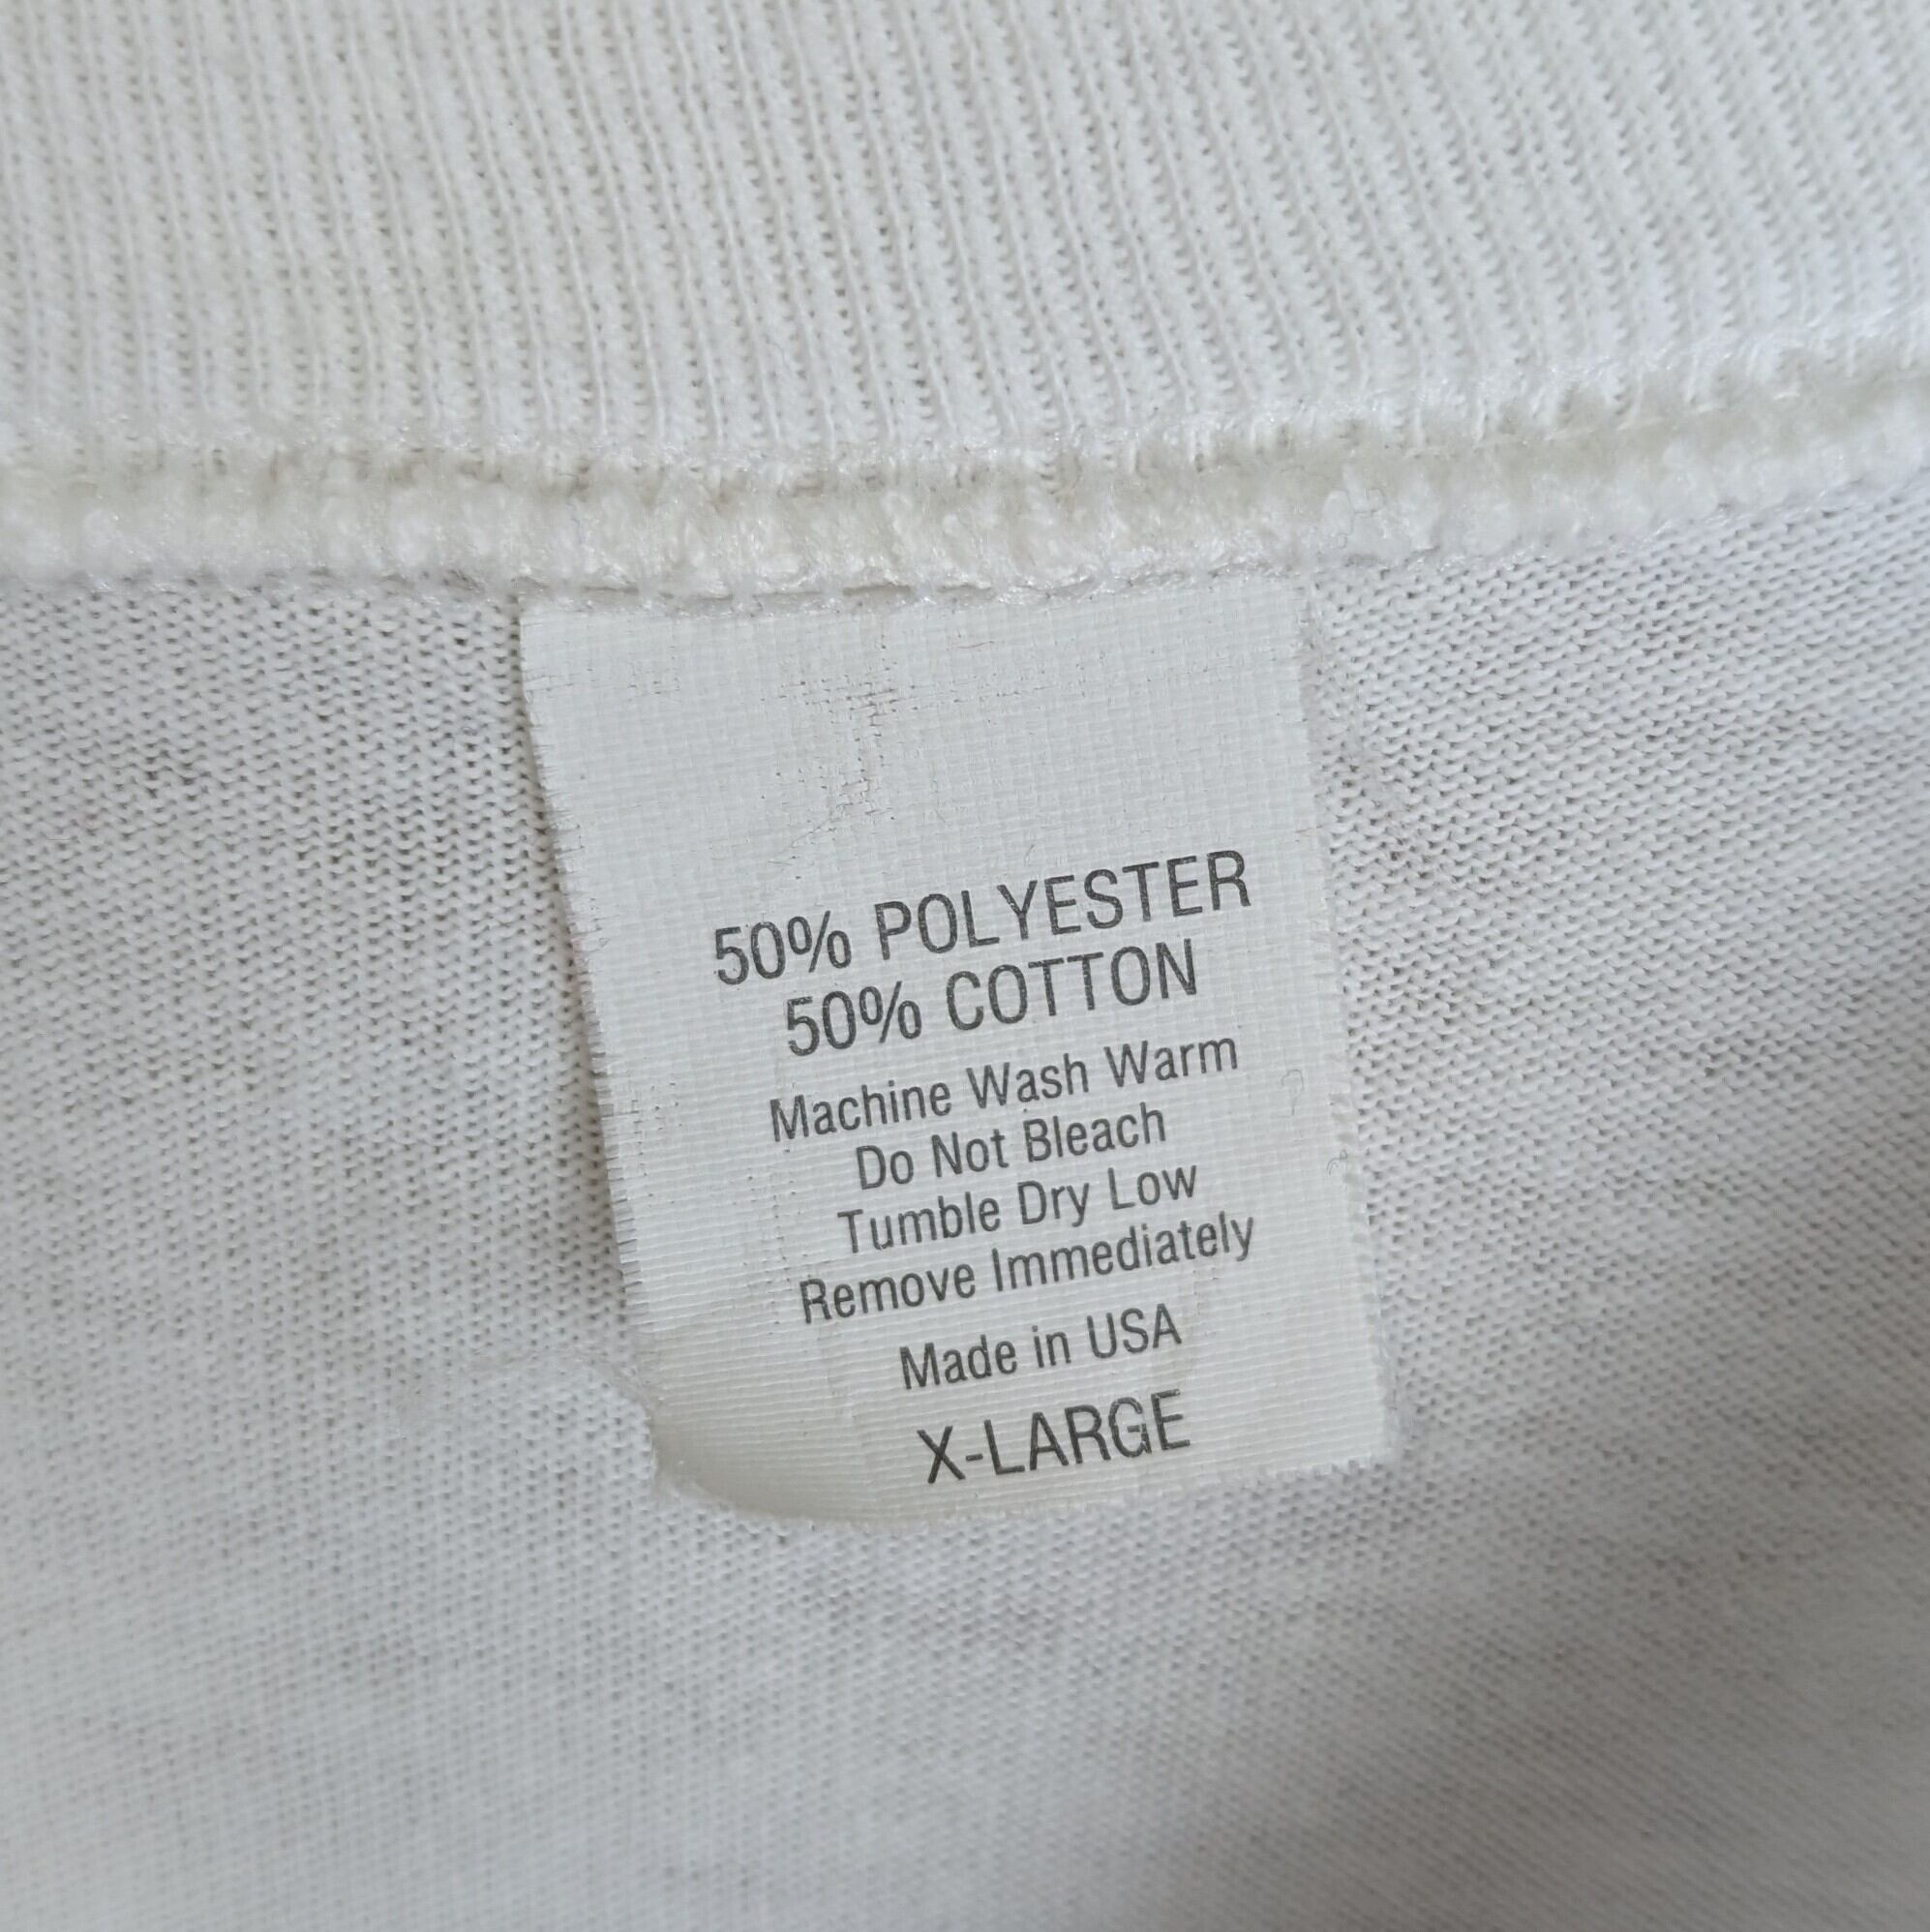 50% POLYESTER
50% COTTON
Machine Wash Warm
Do Not Bleach
Tumble Dry Low
Remove Immediately
Made in USA
X-LARGE